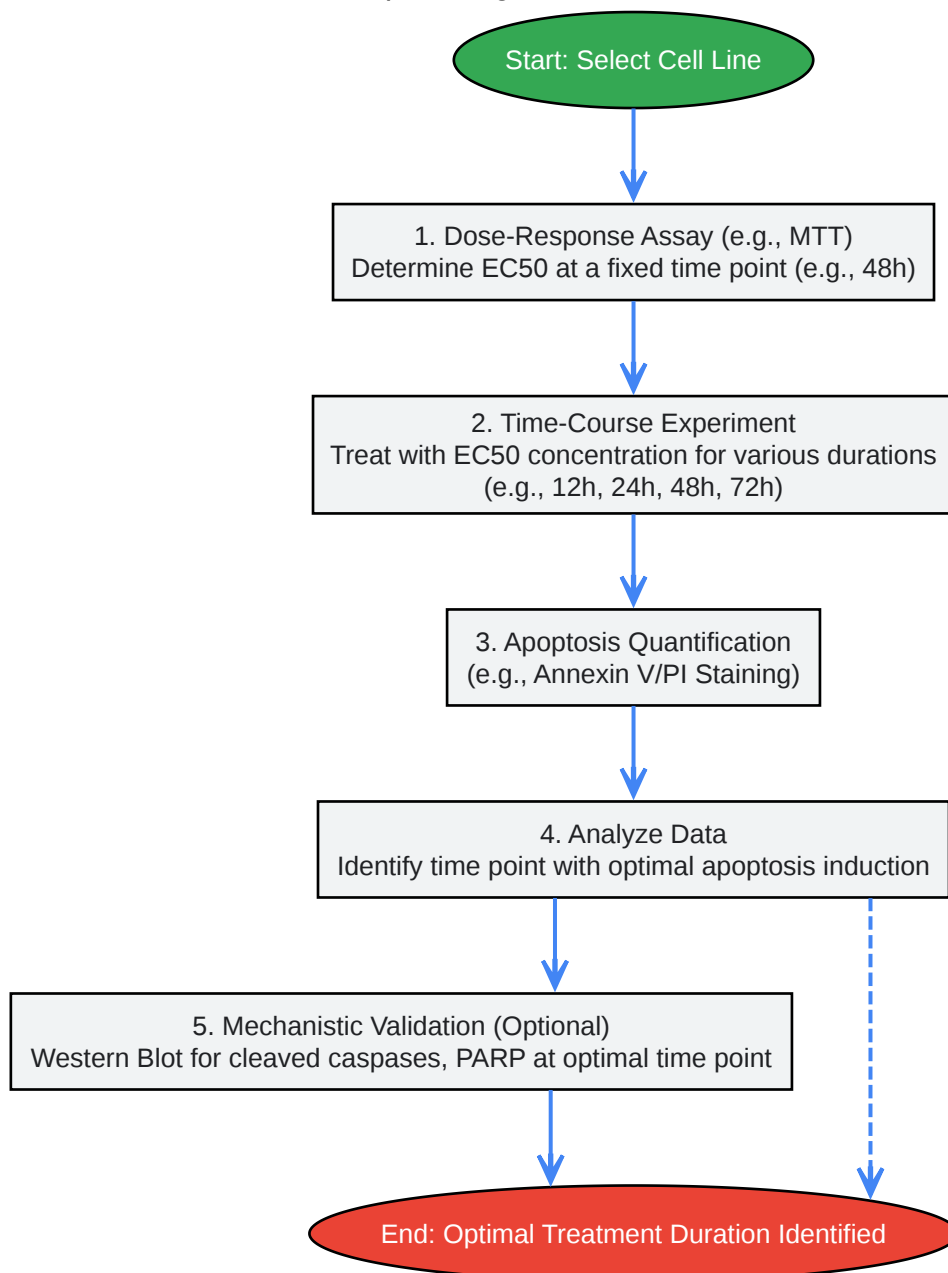 Start: Select Cell Line
1. Dose-Response Assay (e.g., MTT)
Determine EC50 at a fixed time point (e.g., 48h)
2. Time-Course Experiment
Treat with EC50 concentration for various durations
(e.g., 12h, 24h, 48h, 72h)
3. Apoptosis Quantification
(e.g., Annexin V/PI Staining)
4. Analyze Data
Identify time point with optimal apoptosis induction
5. Mechanistic Validation (Optional)
Western Blot for cleaved caspases, PARP at optimal time point
End: Optimal Treatment Duration Identified